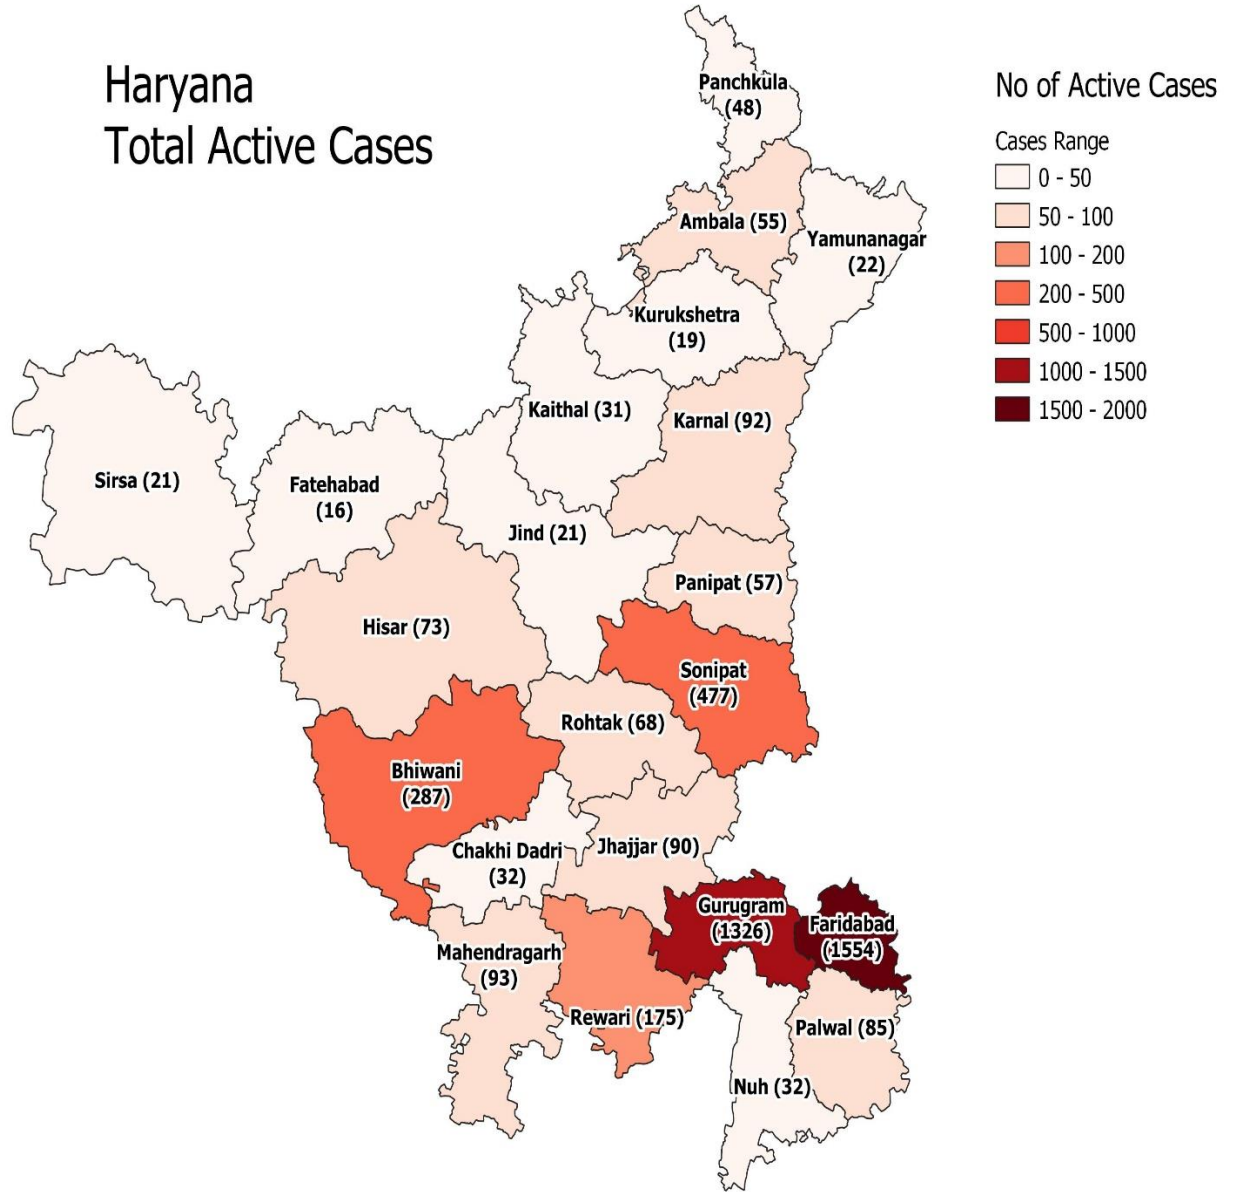 Haryana
Total Active Cases
No of Active Cases
Cases Range
0 - 50
50 - 100
100 - 200
200 - 500
500 - 1000
1000 - 1500
1500 - 2000
Panchkula
(48)
Ambala (55)
Yamunanagar
(22)
Kurukshetra
(19)
Kaithal (31)
Karnal (92)
Sirsa (21)
Fatehabad
(16)
Jind (21)
Panipat (57)
Hisar (73)
Sonipat
(477)
Rohtak (68)
Bhiwani
(287)
Chakhi Dadri
(32)
Jhajjar (90)
Gurugram
(1326)
Faridabad
(1554)
Mahendragarh
(93)
Rewari (175)
Palwal (85)
Nuh (32)